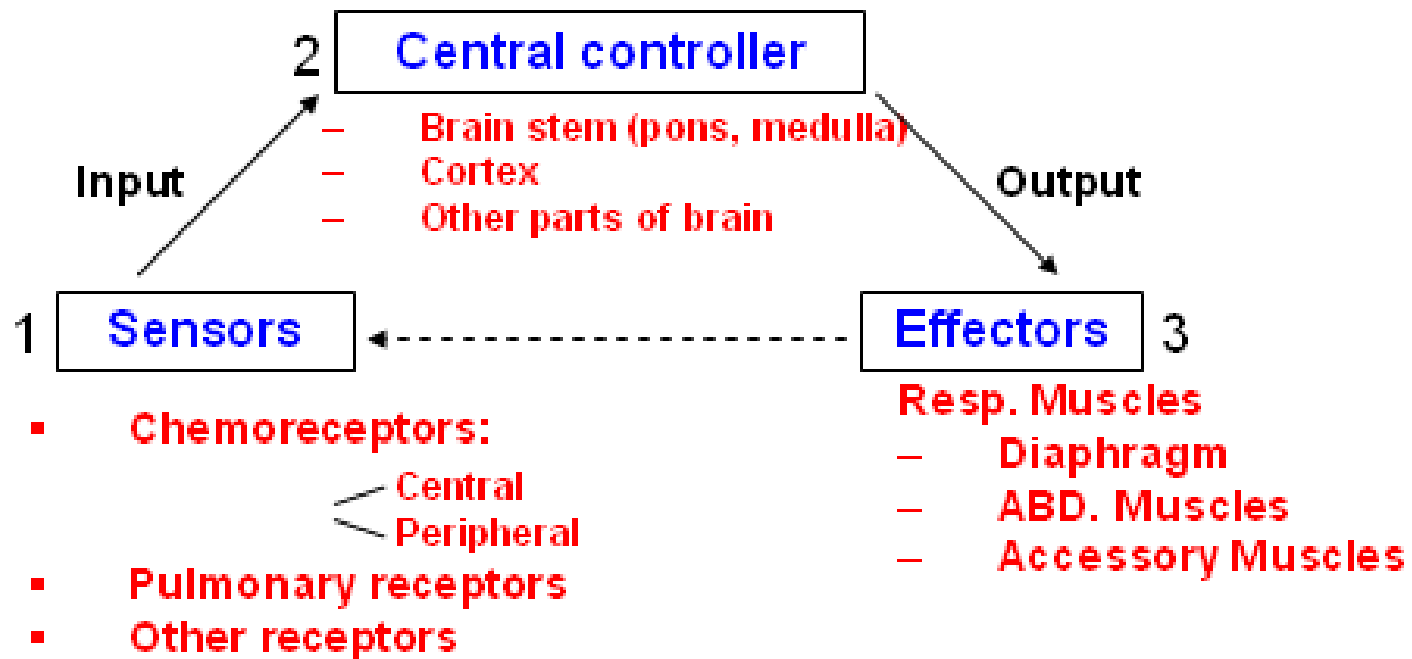 2 Central controller
– Brain stem (pons, medulla)
– Cortex
– Other parts of brain
Input
Output
1 Sensors
Effectors 3
▪ Chemoreceptors:
Central
Peripheral
▪ Pulmonary receptors
▪ Other receptors
Resp. Muscles
– Diaphragm
– ABD. Muscles
– Accessory Muscles